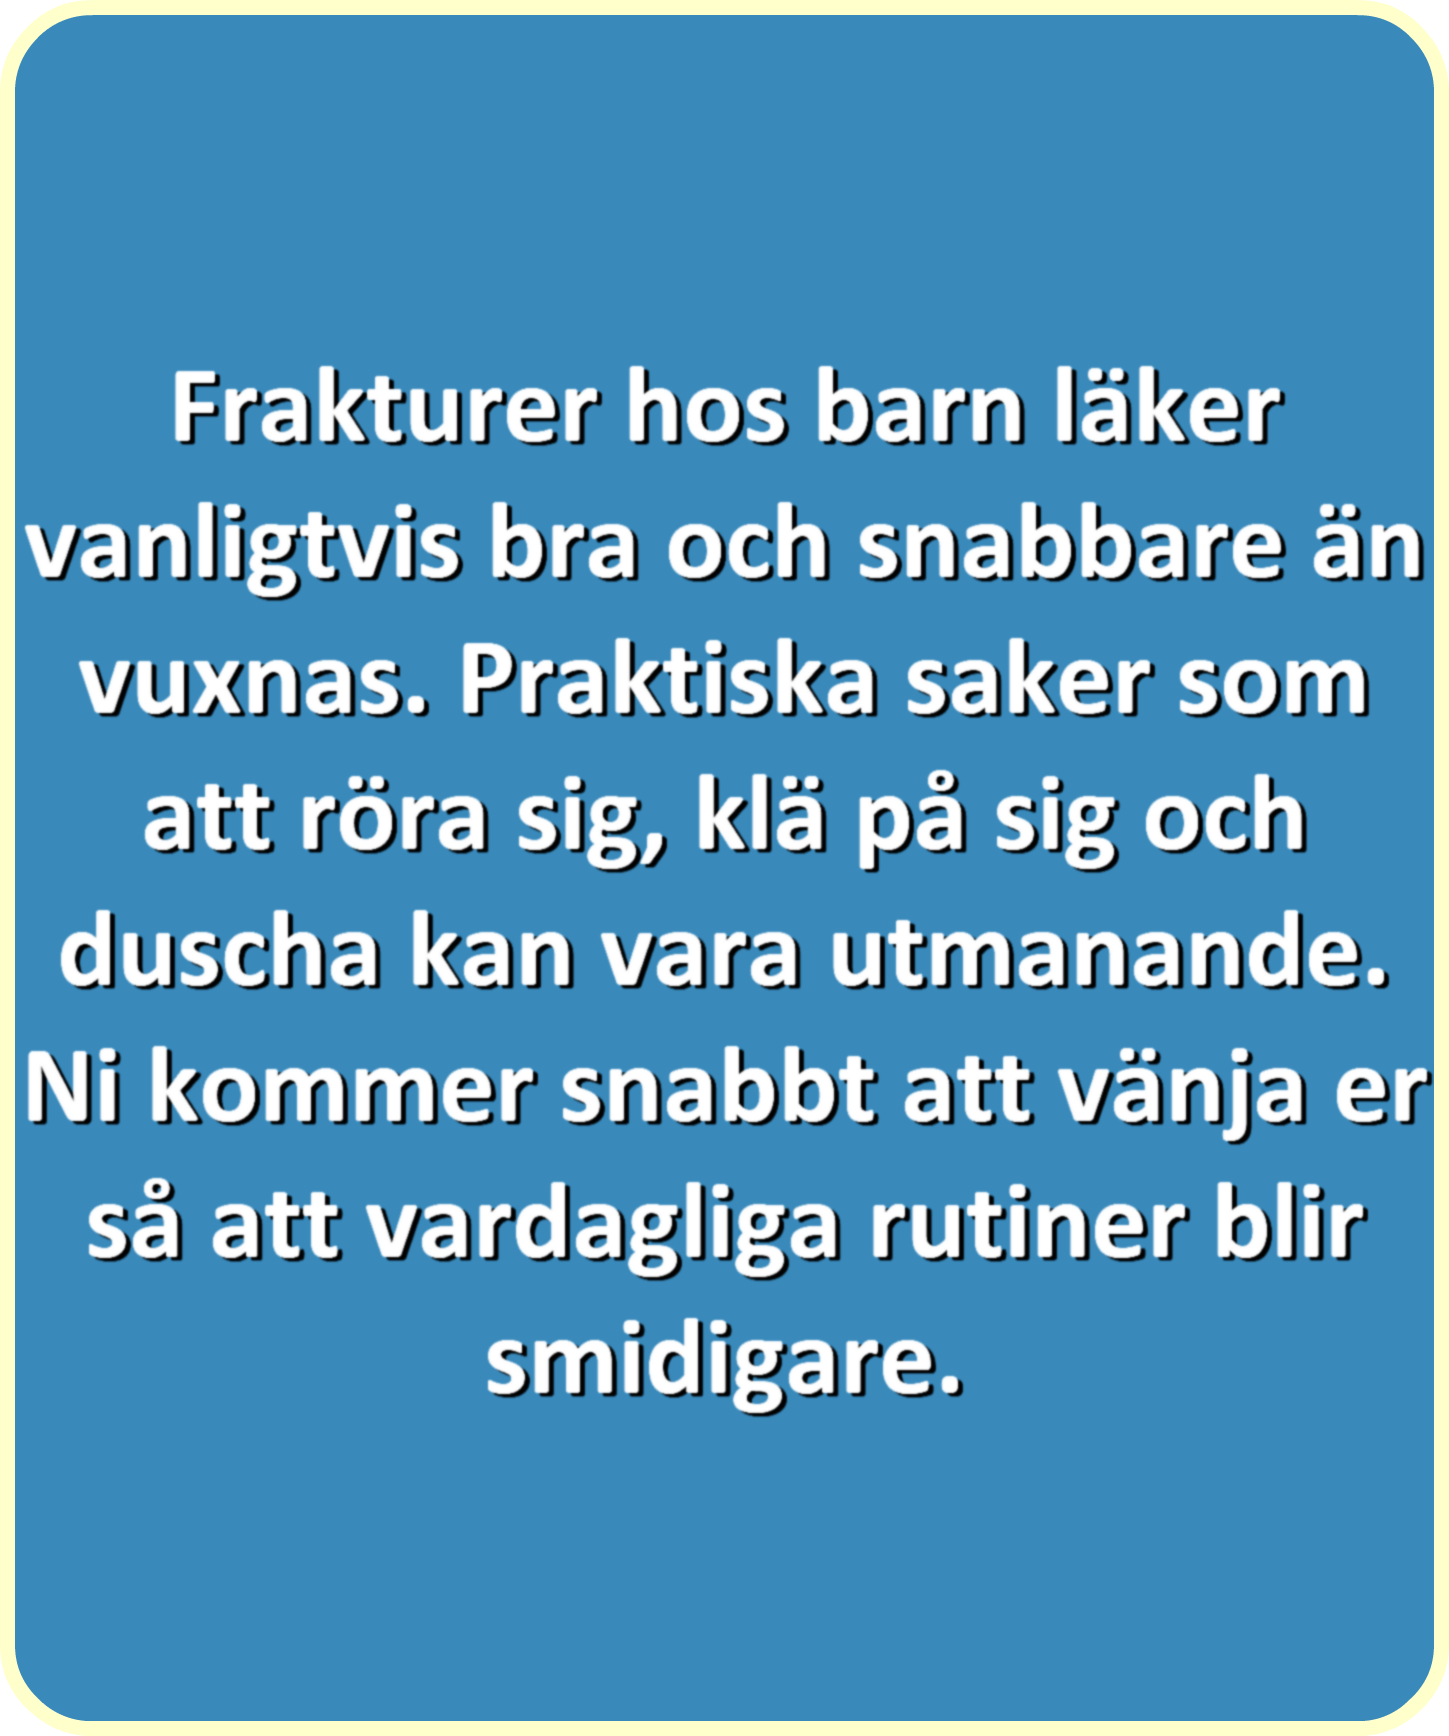 Frakturer hos barn läker
vanligtvis bra och snabbare än
vuxnas. Praktiska saker som
att röra sig, klä på sig och
duscha kan vara utmanande.
Ni kommer snabbt att vänja er
så att vardagliga rutiner blir
smidigare.